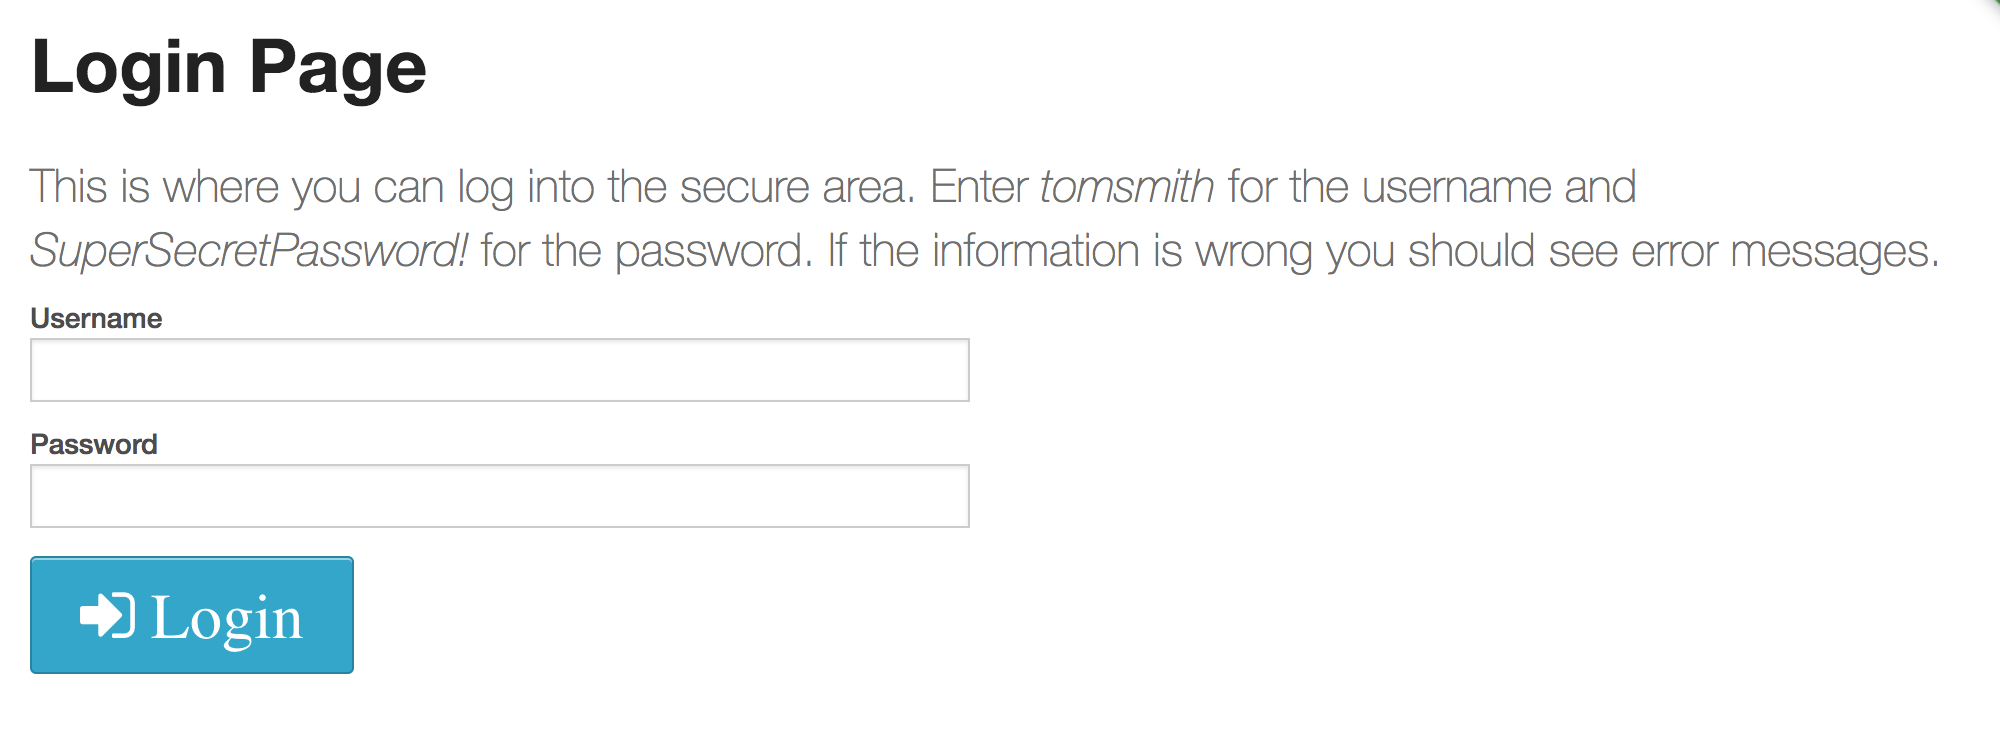 Login Page
This is where you can log into the secure area. Enter tomsmith for the username and
SuperSecretPassword! for the password. If the information is wrong you should see error messages.
Username
Password
Login